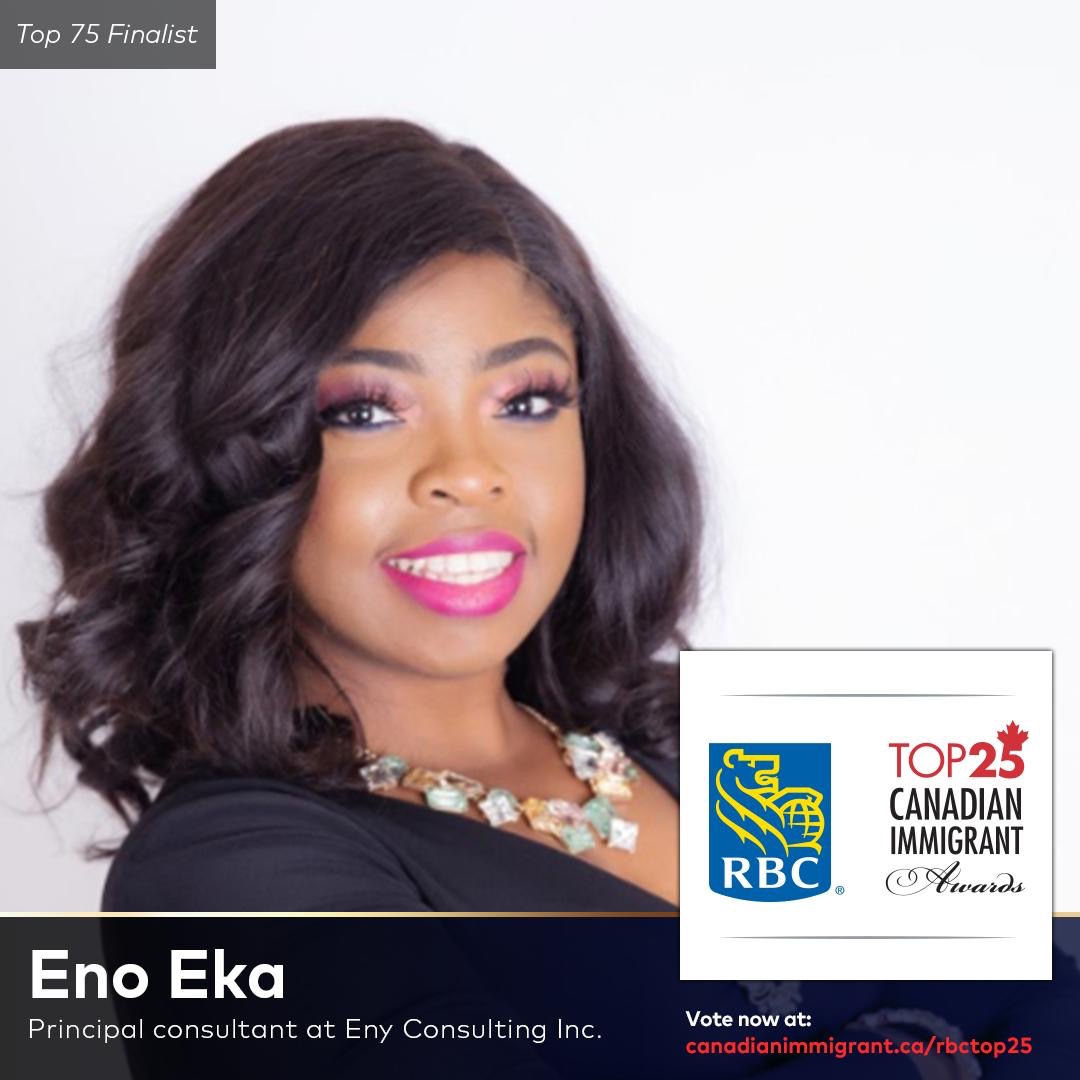 Top 75 Finalist
RBC
®
TOP25
CANADIAN
IMMIGRANT
Awards
Eno Eka
Principal consultant at Eny Consulting Inc.
Vote now at:
canadianimmigrant.ca/rbctop25